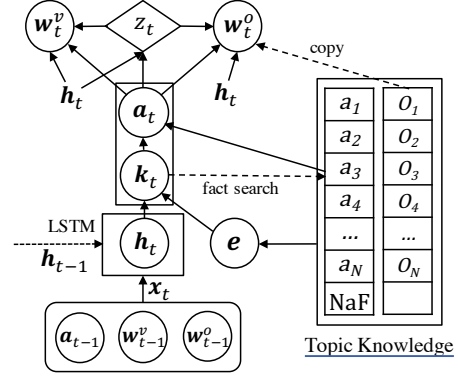 w_t^v z_t w_t^o
copy
h_t h_t
a_t
a_1 O_1
a_2 O_2
k_t a_3 O_3
fact search
a_4 O_4
LSTM
h_t e ... ...
h_{t-1}
a_N O_N
x_t
NaF
a_{t-1} w_{t-1}^v w_{t-1}^o
Topic Knowledge